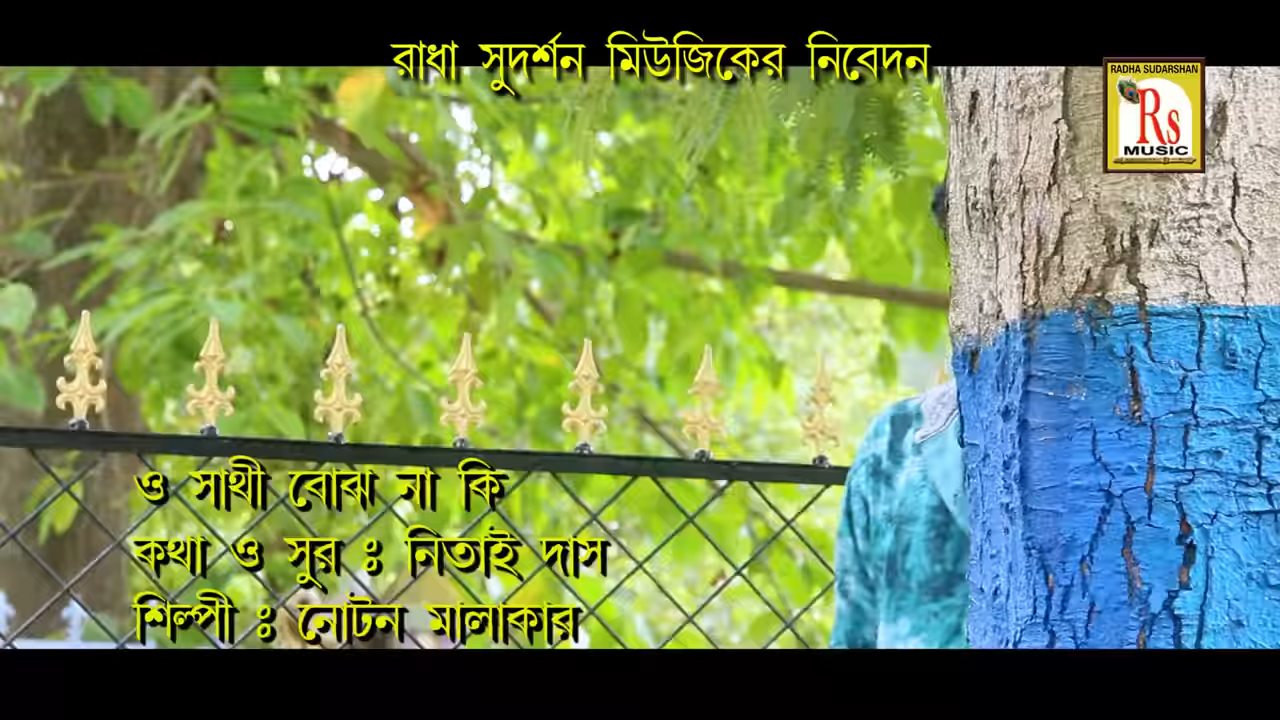 রাধা সুদর্শন মিউজিকের নিবেদন
RADHA SUDARSHAN
Rs
MUSIC
ও সাথী বোঝ না কি
কথা ও সুর ঃ নিতাই দাস
শিল্পী ঃ নোটন মালাকার